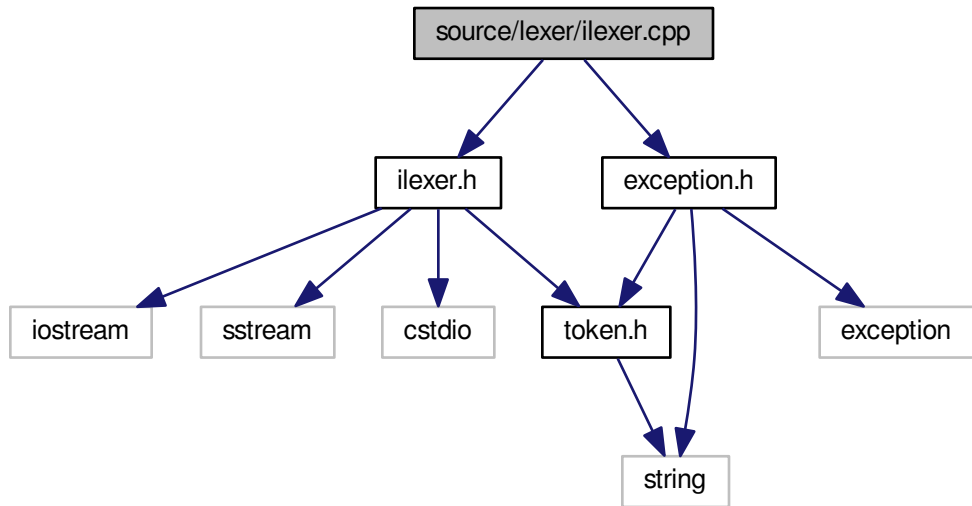 source/lexer/ilexer.cpp
ilexer.h
exception.h
iostream
sstream
cstdio
token.h
exception
string